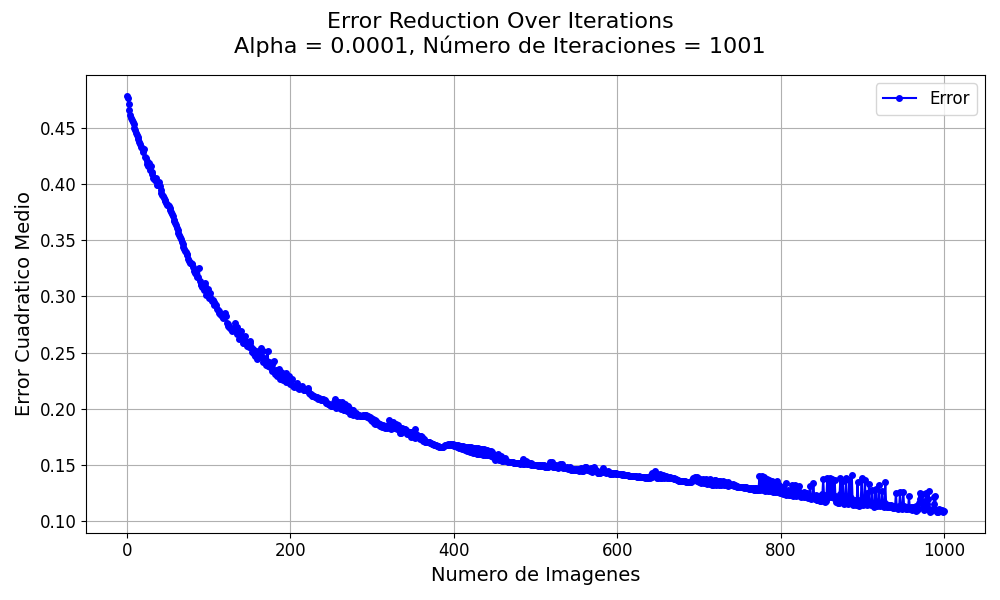 Error Reduction Over Iterations
Alpha = 0.0001, Número de Iteraciones = 1001
Error
Error Cuadratico Medio
0.45
0.40
0.35
0.30
0.25
0.20
0.15
0.10
0 200 400 600 800 1000
Numero de Imagenes